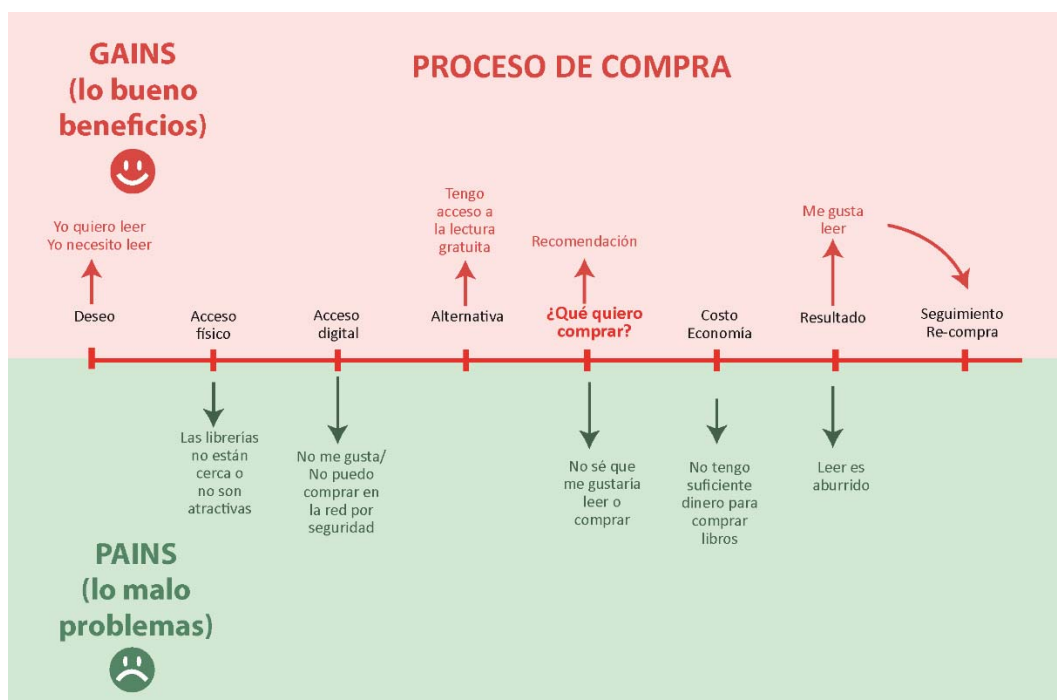 GAINS
(lo bueno
beneficios)
PROCESO DE COMPRA
Yo quiero leer
Yo necesito leer
Tengo
acceso a
la lectura
gratuita
Recomendación
Me gusta
leer
Deseo
Acceso
físico
Acceso
digital
Alternativa
¿Qué quiero
comprar?
Costo
Economía
Resultado
Seguimiento
Re-compra
Las librerías
no están
cerca o
no son
atractivas
No me gusta/
No puedo
comprar en
la red por
seguridad
No sé que
me gustaría
leer o
comprar
No tengo
suficiente
dinero para
comprar
libros
Leer es
aburrido
PAINS
(lo malo
problemas)